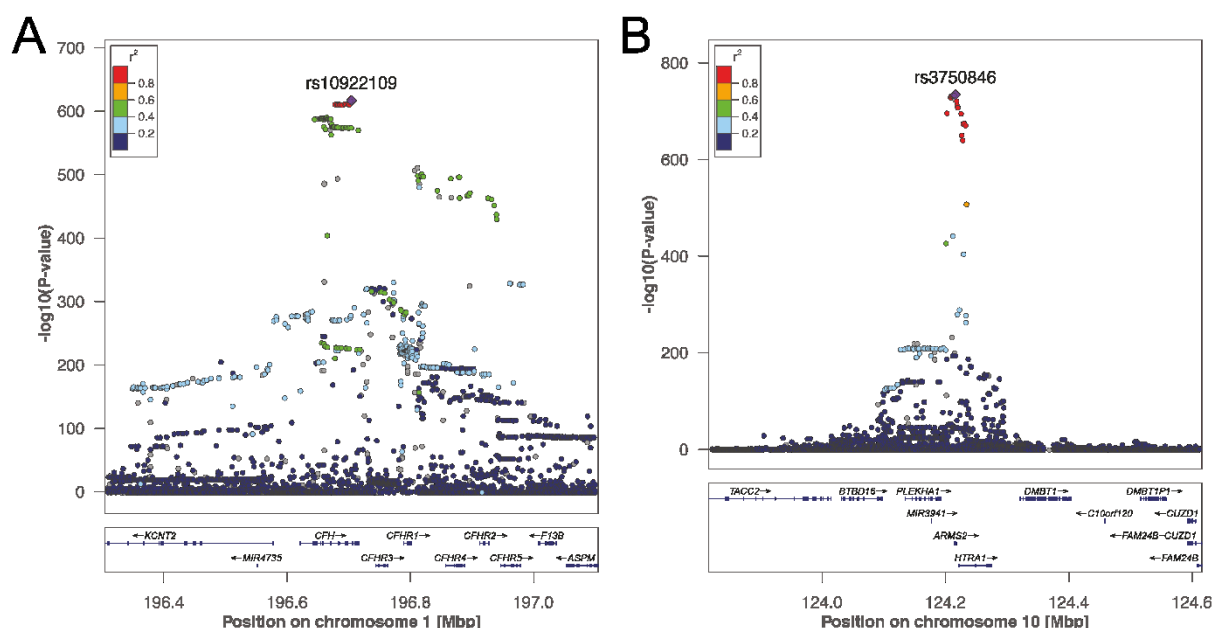 A
r²
0.8
0.6
0.4
0.2
rs10922109
700
600
500
400
300
200
100
0
-log10(P-value)
←KCNT2
CFH→
CFHR1→
CFHR2→
F13B
←MIR4735
CFHR3→
CFHR4→
CFHR5→
←ASPM
196.4
196.6
196.8
197.0
Position on chromosome 1 [Mbp]
B
r²
0.8
0.6
0.4
0.2
rs3750846
800
600
400
200
0
-log10(P-value)
TACC2→
BTBD16→
PLEKHA1→
DMBT1→
DMBT1P1→
MIR3941→
←C10orf120
←CUZD1
ARMS2→
←FAM24B-CUZD1
HTRA1→
←FAM24B
124.0
124.2
124.4
124.6
Position on chromosome 10 [Mbp]